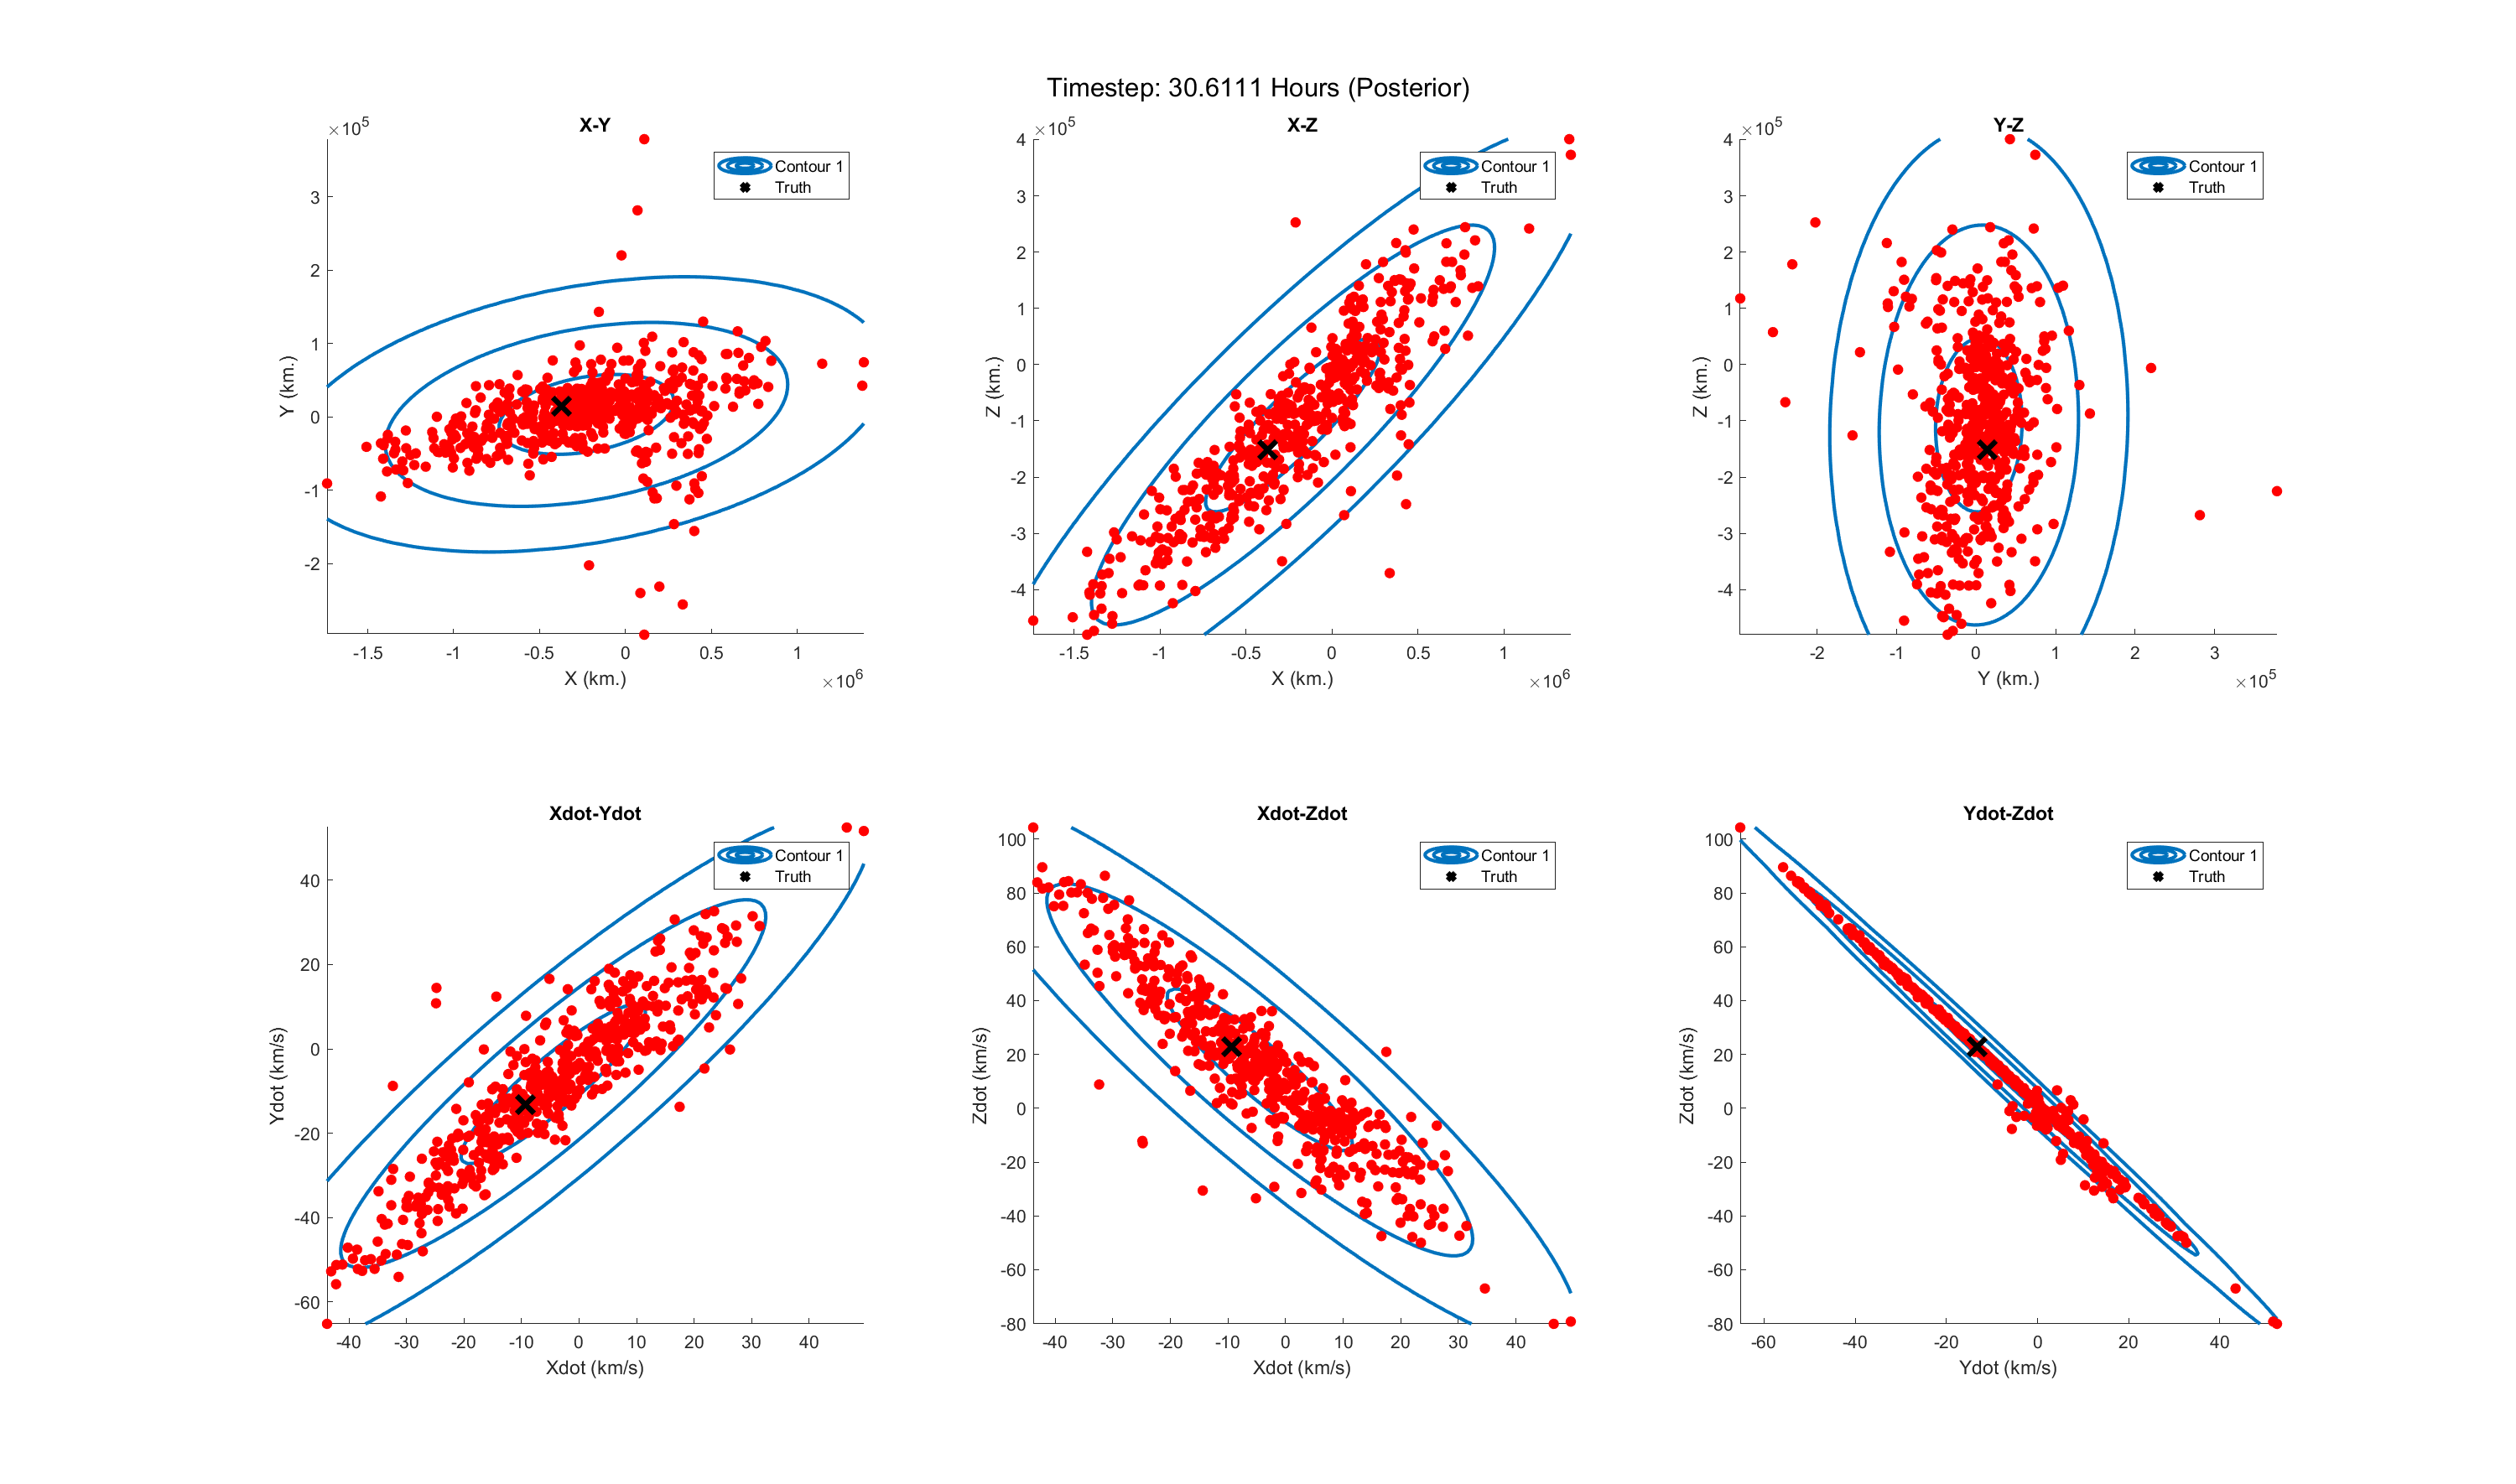 Timestep: 30.6111 Hours (Posterior)
X-Y
×10^5
Contour 1
Truth
3
2
1
0
-1
-2
Y (km.)
-1.5 -1 -0.5 0 0.5 1
X (km.)
×10^6
X-Z
×10^5
Contour 1
Truth
4
3
2
1
0
-1
-2
-3
-4
Z (km.)
-1.5 -1 -0.5 0 0.5 1
X (km.)
×10^6
Y-Z
×10^5
Contour 1
Truth
4
3
2
1
0
-1
-2
-3
-4
Z (km.)
-2 -1 0 1 2 3
Y (km.)
×10^5
Xdot-Ydot
Contour 1
Truth
40
20
0
-20
-40
-60
Ydot (km/s)
-40 -30 -20 -10 0 10 20 30 40
Xdot (km/s)
Xdot-Zdot
Contour 1
Truth
100
80
60
40
20
0
-20
-40
-60
-80
Zdot (km/s)
-40 -30 -20 -10 0 10 20 30 40
Xdot (km/s)
Ydot-Zdot
Contour 1
Truth
100
80
60
40
20
0
-20
-40
-60
-80
Zdot (km/s)
-60 -40 -20 0 20 40
Ydot (km/s)